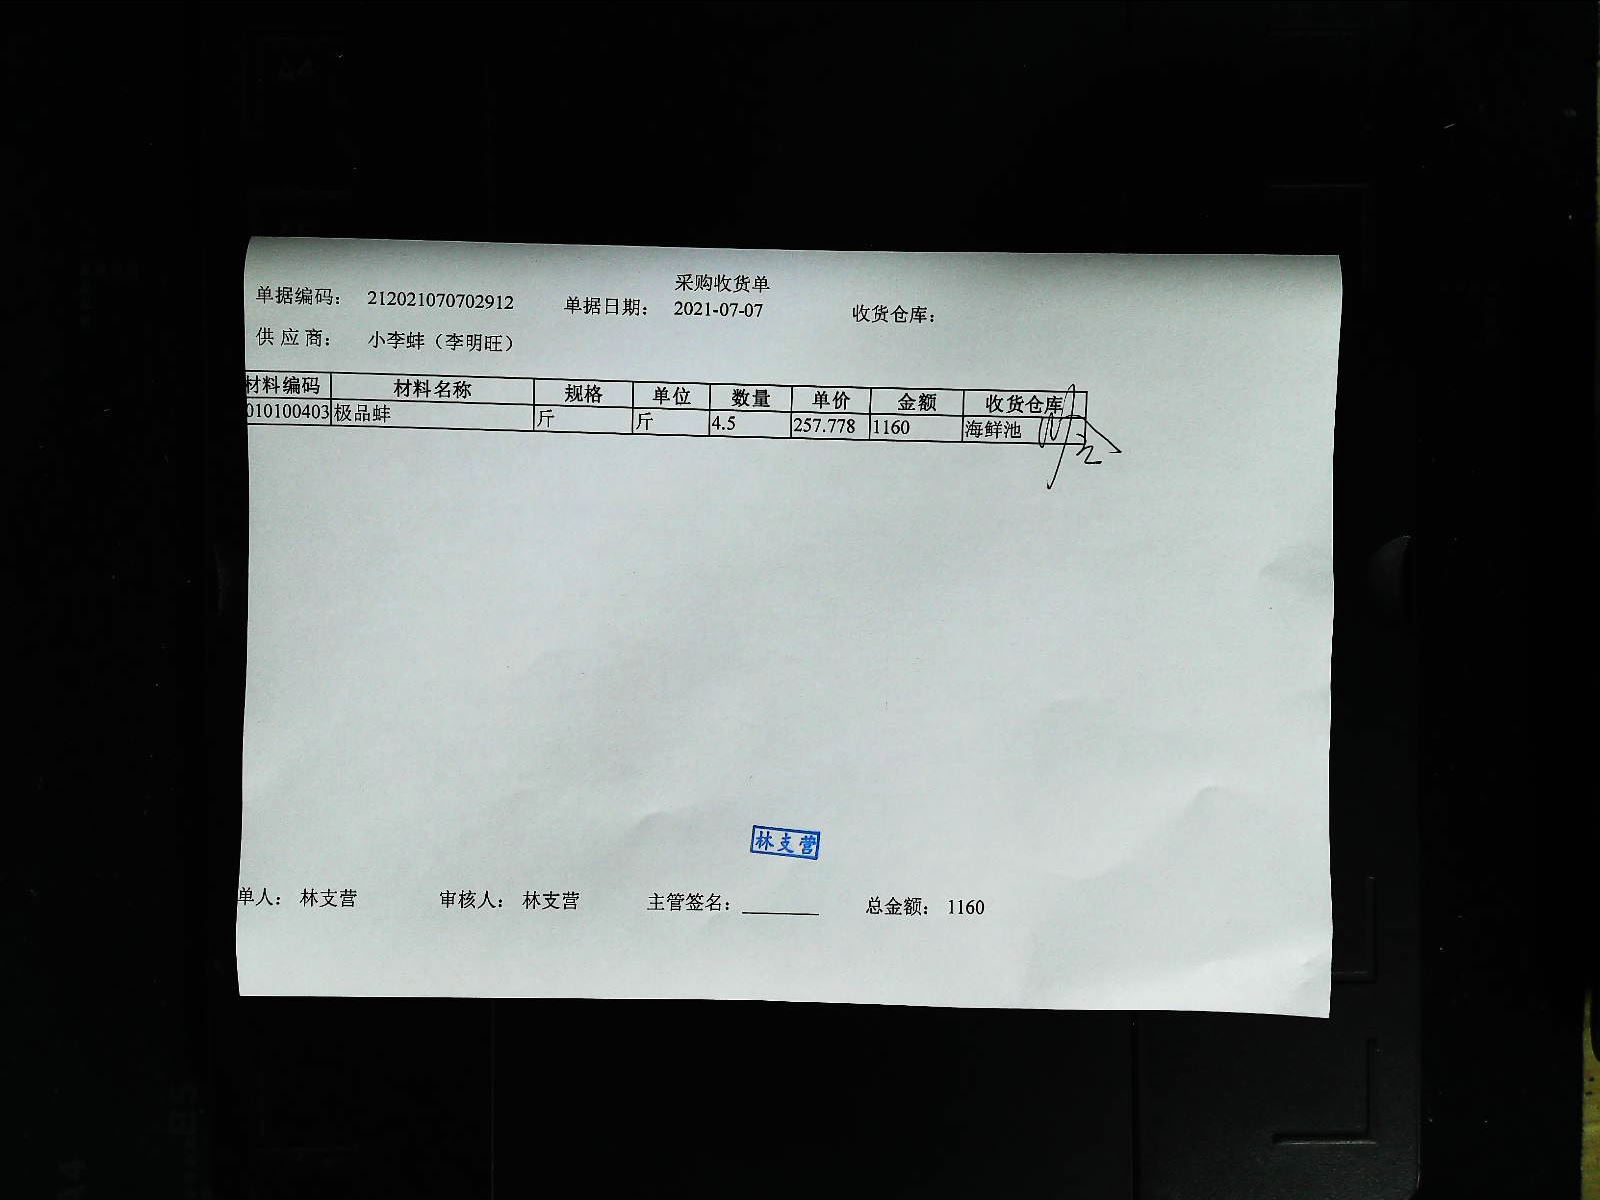 采购收货单
单据编码： 212021070702912 单据日期： 2021-07-07 收货仓库：
供 应 商： 小李蚌（李明旺）
材料编码 材料名称 规格 单位 数量 单价 金额 收货仓库
010100403 极品蚌 斤 斤 4.5 257.778 1160 海鲜池
林支营
单人： 林支营 审核人： 林支营 主管签名： 总金额： 1160